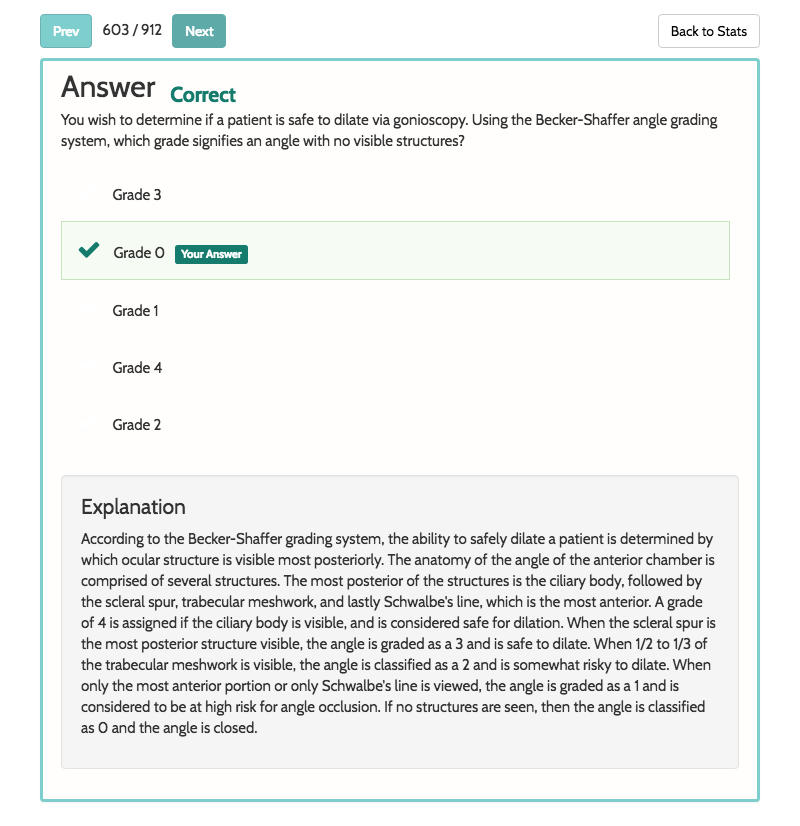 Prev 603 / 912 Next Back to Stats
Answer Correct
You wish to determine if a patient is safe to dilate via gonioscopy. Using the Becker-Shaffer angle grading
system, which grade signifies an angle with no visible structures?
Grade 3
Grade 0 Your Answer
Grade 1
Grade 4
Grade 2
Explanation
According to the Becker-Shaffer grading system, the ability to safely dilate a patient is determined by
which ocular structure is visible most posteriorly. The anatomy of the angle of the anterior chamber is
comprised of several structures. The most posterior of the structures is the ciliary body, followed by
the scleral spur, trabecular meshwork, and lastly Schwalbe's line, which is the most anterior. A grade
of 4 is assigned if the ciliary body is visible, and is considered safe for dilation. When the scleral spur is
the most posterior structure visible, the angle is graded as a 3 and is safe to dilate. When 1/2 to 1/3 of
the trabecular meshwork is visible, the angle is classified as a 2 and is somewhat risky to dilate. When
only the most anterior portion or only Schwalbe's line is viewed, the angle is graded as a 1 and is
considered to be at high risk for angle occlusion. If no structures are seen, then the angle is classified
as 0 and the angle is closed.